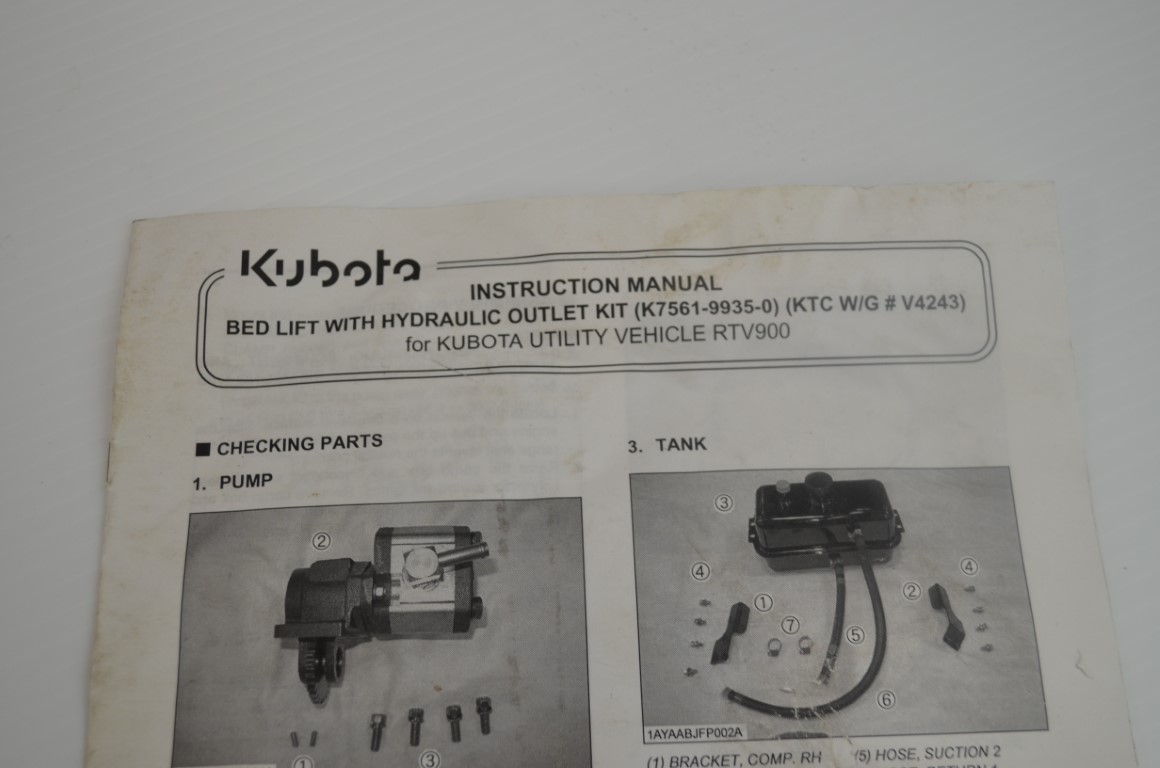 Kubota
INSTRUCTION MANUAL
BED LIFT WITH HYDRAULIC OUTLET KIT (K7561-9935-0) (KTC W/G # V4243)
for KUBOTA UTILITY VEHICLE RTV900
■ CHECKING PARTS
1. PUMP
②
①
③
3. TANK
③
④
①
⑦
⑤
②
④
⑥
1AYAABJFP002A
(1) BRACKET, COMP. RH
(5) HOSE, SUCTION 2